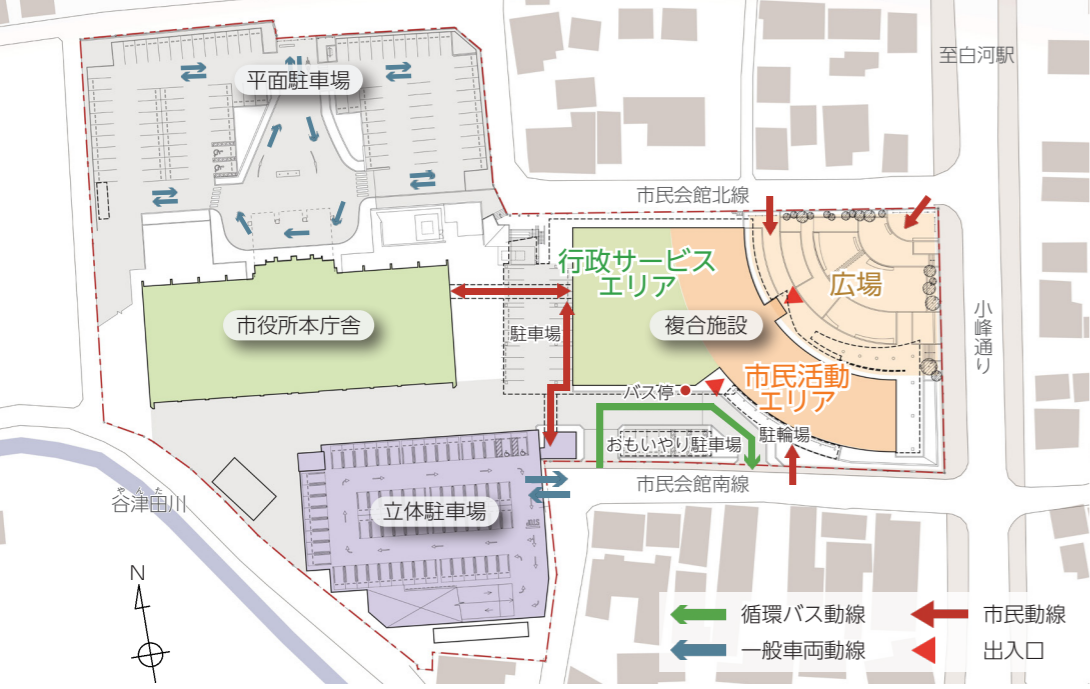 平面駐車場
至白河駅
市民会館北線
行政サービス
エリア
広場
市役所本庁舎
駐車場
複合施設
小峰通り
市民活動
エリア
バス停
おもいやり駐車場
駐輪場
市民会館南線
やんた
谷津田川
立体駐車場
N
循環バス動線
市民動線
一般車両動線
出入口